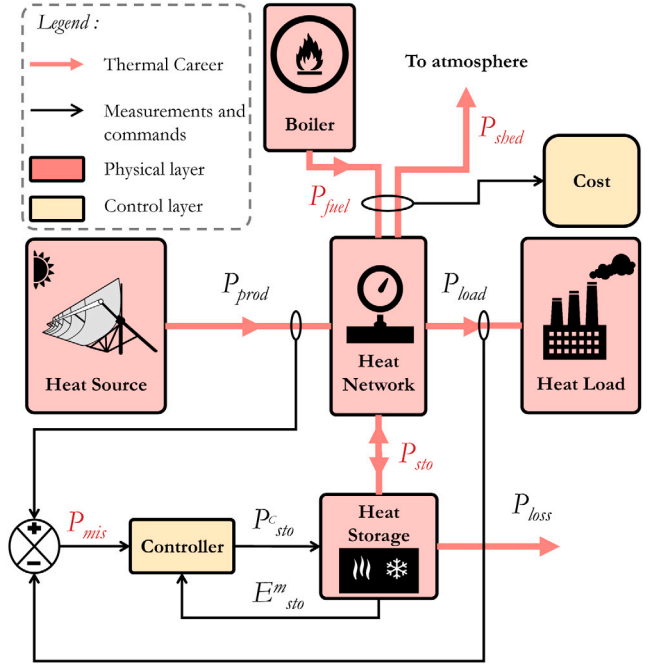 Legend :
Thermal Career
Measurements and
commands
Physical layer
Control layer
Boiler
To atmosphere
P_shed
P_fuel
Cost
P_prod
P_load
Heat Source
Heat
Network
Heat Load
P_sto
+
−
P_mis
Controller
P^C_sto
E^m_sto
Heat
Storage
P_loss